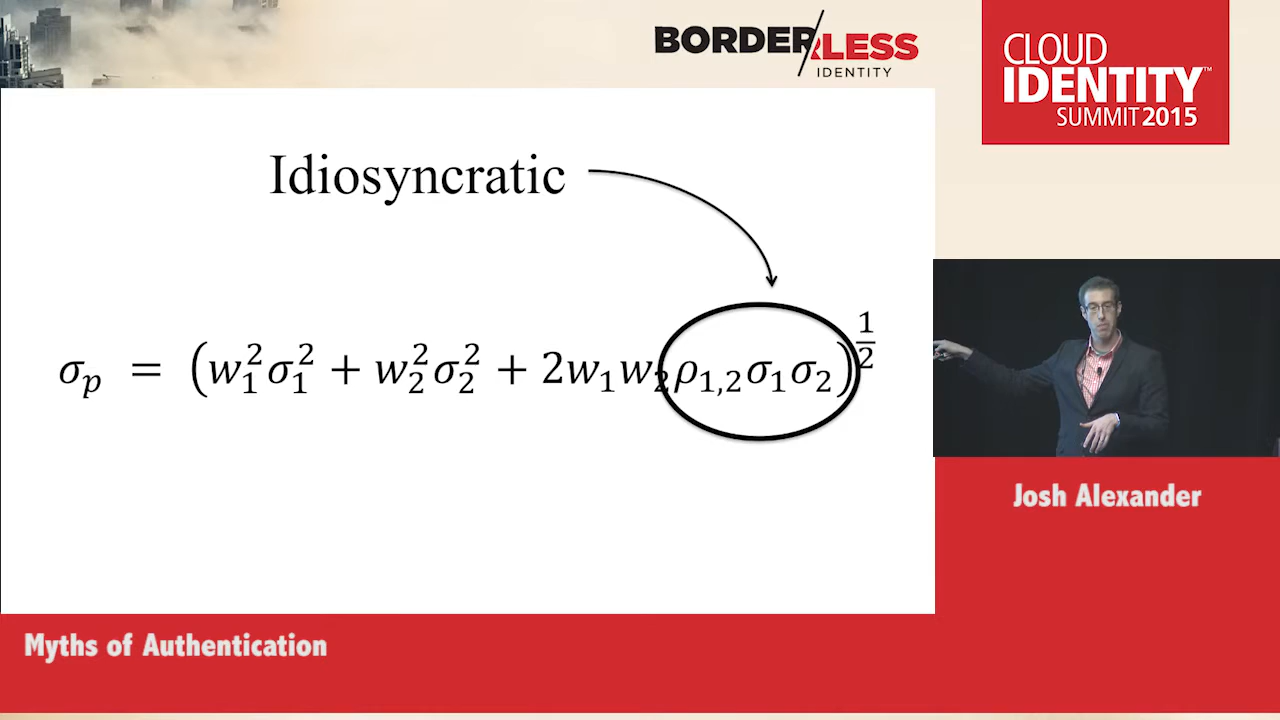 BORDERLESS
IDENTITY
CLOUD
IDENTITY™
SUMMIT 2015
Idiosyncratic
σₚ = (w₁²σ₁² + w₂²σ₂² + 2w₁w₂ρ₁,₂σ₁σ₂)^(1/2)
Josh Alexander
Myths of Authentication